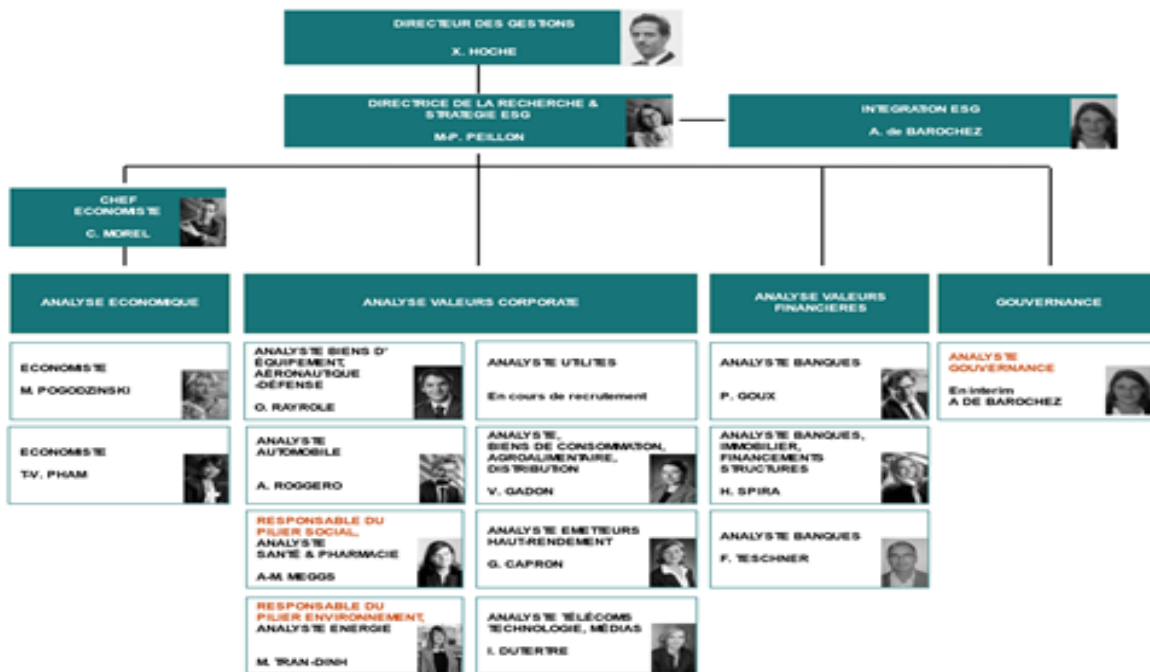 DIRECTEUR DES GESTIONS
X. HOCHE
DIRECTRICE DE LA RECHERCHE &
STRATEGIE ESG
M-P. PEILLON
INTEGRATION ESG
A. de BAROCHEZ
CHEF
ECONOMISTE
C. MOREL
ANALYSE ECONOMIQUE
ANALYSE VALEURS CORPORATE
ANALYSE VALEURS
FINANCIERES
GOUVERNANCE
ECONOMISTE
M. POGODZINSKI
ANALYSTE BIENS D'
ÉQUIPEMENT,
AÉRONAUTIQUE
-DÉFENSE
O. RAYROLE
ANALYSTE UTILITES
En cours de recrutement
ANALYSTE BANQUES
P. GOUX
ANALYSTE
GOUVERNANCE
En interim
A DE BAROCHEZ
ECONOMISTE
T-V. PHAM
ANALYSTE
AUTOMOBILE
A. ROGGERO
ANALYSTE,
BIENS DE CONSOMMATION,
AGROALIMENTAIRE,
DISTRIBUTION
V. GADON
ANALYSTE BANQUES,
IMMOBILIER,
FINANCEMENTS
STRUCTURES
H. SPIRA
RESPONSABLE DU
PILIER SOCIAL,
ANALYSTE
SANTÉ & PHARMACIE
A-M. MEGGS
ANALYSTE EMETTEURS
HAUT-RENDEMENT
G. CAPRON
ANALYSTE BANQUES
F. TESCHNER
RESPONSABLE DU
PILIER ENVIRONNEMENT,
ANALYSTE ENERGIE
M. TRAN-DINH
ANALYSTE TÉLÉCOMS
TECHNOLOGIE, MÉDIAS
I. DUTERTRE